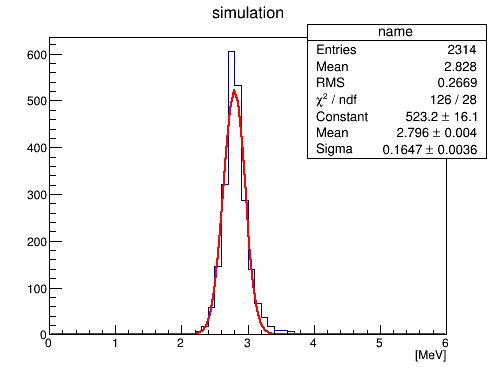 simulation
name
Entries 2314
Mean 2.828
RMS 0.2669
χ² / ndf 126 / 28
Constant 523.2 ± 16.1
Mean 2.796 ± 0.004
Sigma 0.1647 ± 0.0036
600
500
400
300
200
100
0
0 1 2 3 4 5 6
[MeV]